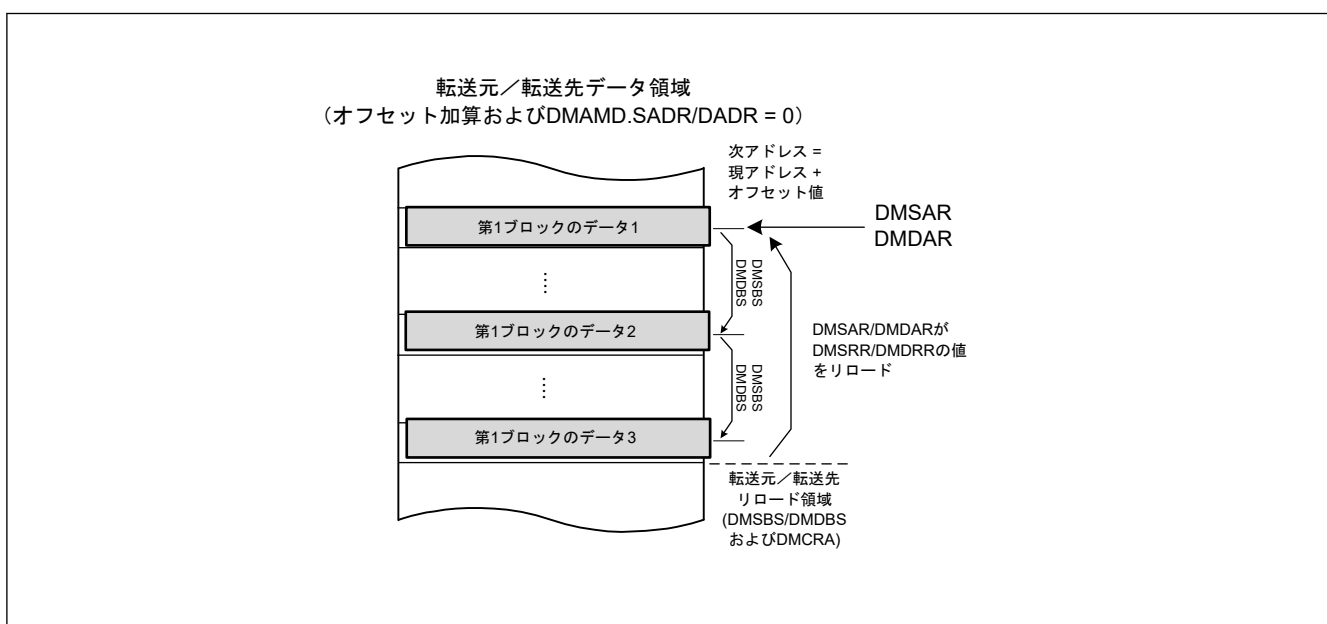 転送元／転送先データ領域
（オフセット加算およびDMAMD.SADR/DADR = 0）
次アドレス =
現アドレス +
オフセット値
DMSAR
DMDAR
第1ブロックのデータ1
DMSBS
DMDBS
第1ブロックのデータ2
DMSAR/DMDARが
DMSRR/DMDRRの値
をリロード
DMSBS
DMDBS
第1ブロックのデータ3
転送元／転送先
リロード領域
(DMSBS/DMDBS
およびDMCRA)